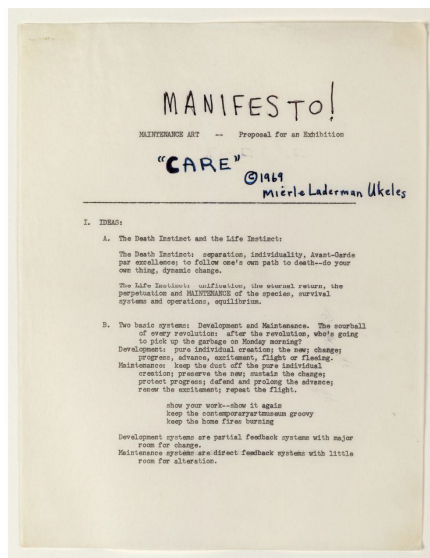 MANIFESTO!
MAINTENANCE ART -- Proposal for an Exhibition
"CARE"
©1969
Mierle Laderman Ukeles
I. IDEAS:
A. The Death Instinct and the Life Instinct:
The Death Instinct: separation, individuality, Avant-Garde
par excellence; to follow one's own path to death--do your
own thing, dynamic change.
The Life Instinct: unification, the eternal return, the
perpetuation and MAINTENANCE of the species, survival
systems and operations, equilibrium.
B. Two basic systems: Development and Maintenance. The sourball
of every revolution: after the revolution, who's going
to pick up the garbage on Monday morning?
Development: pure individual creation; the new; change;
progress, advance, excitement, flight or fleeing.
Maintenance: keep the dust off the pure individual
creation; preserve the new; sustain the change;
protect progress; defend and prolong the advance;
renew the excitement; repeat the flight.
show your work--show it again
keep the contemporaryartmuseum groovy
keep the home fires burning
Development systems are partial feedback systems with major
room for change.
Maintenance systems are direct feedback systems with little
room for alteration.